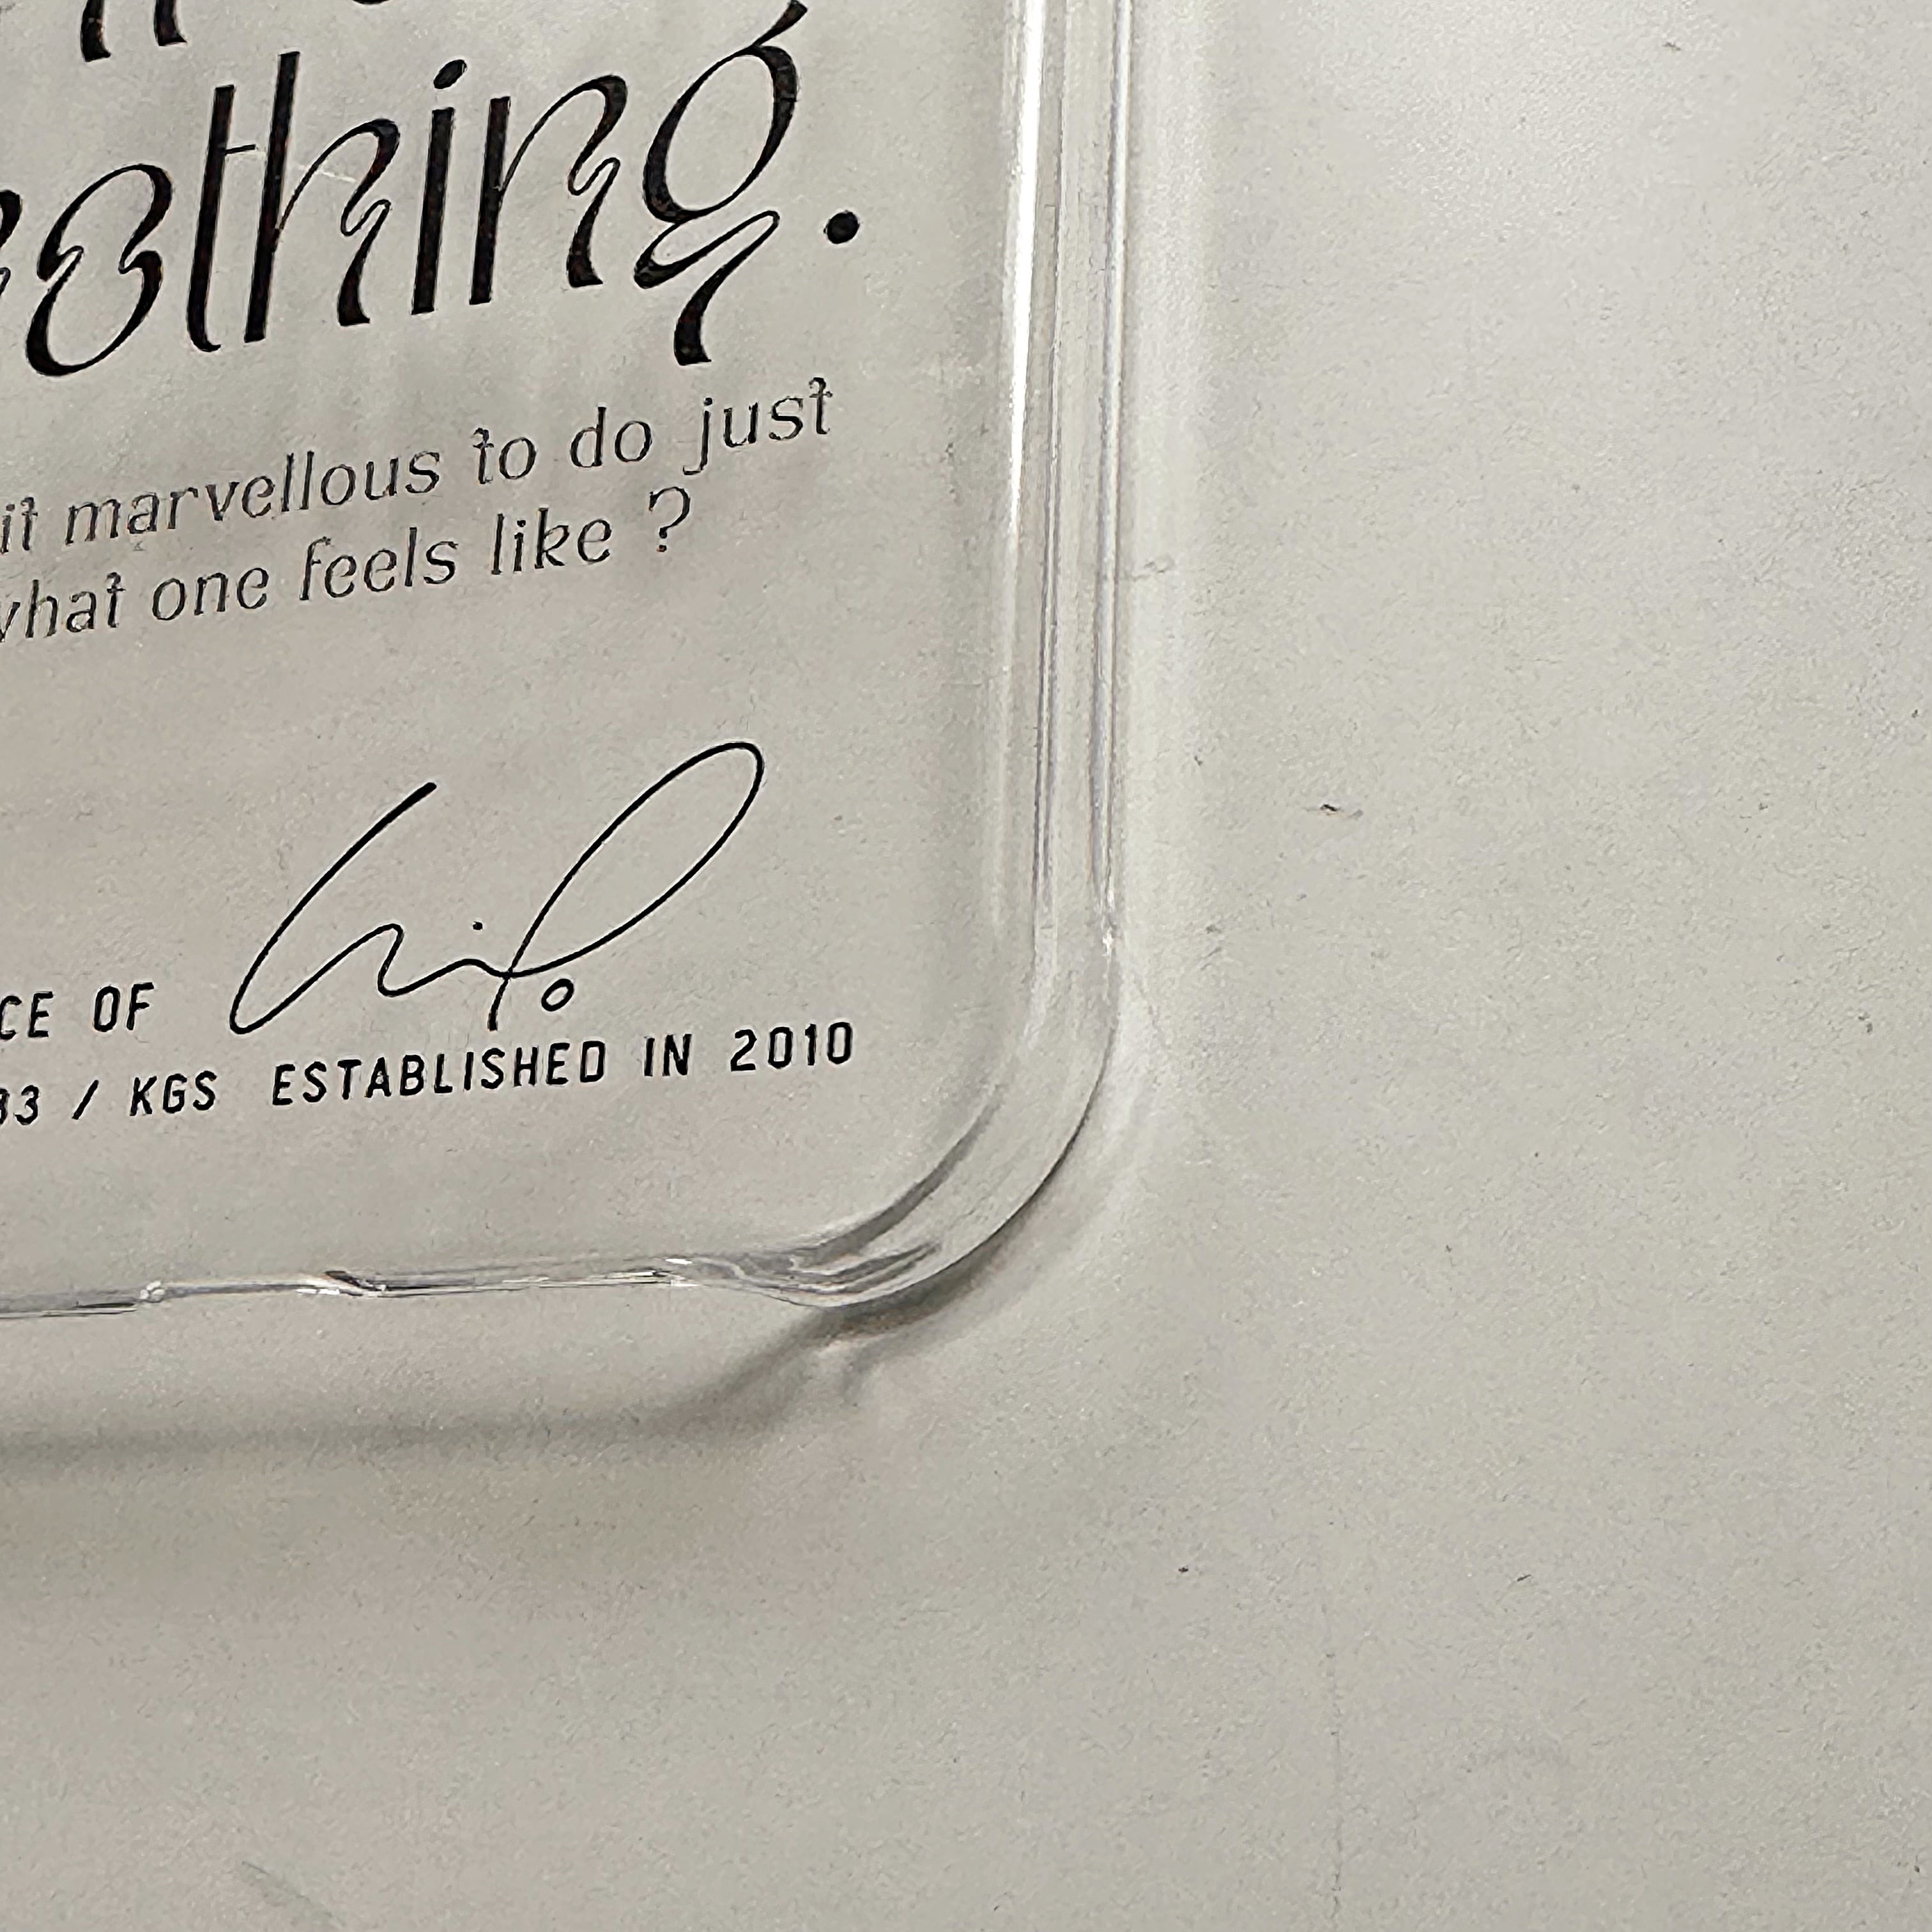 othing.
it marvellous to do just
what one feels like ?
CE OF
33 / KGS ESTABLISHED IN 2010